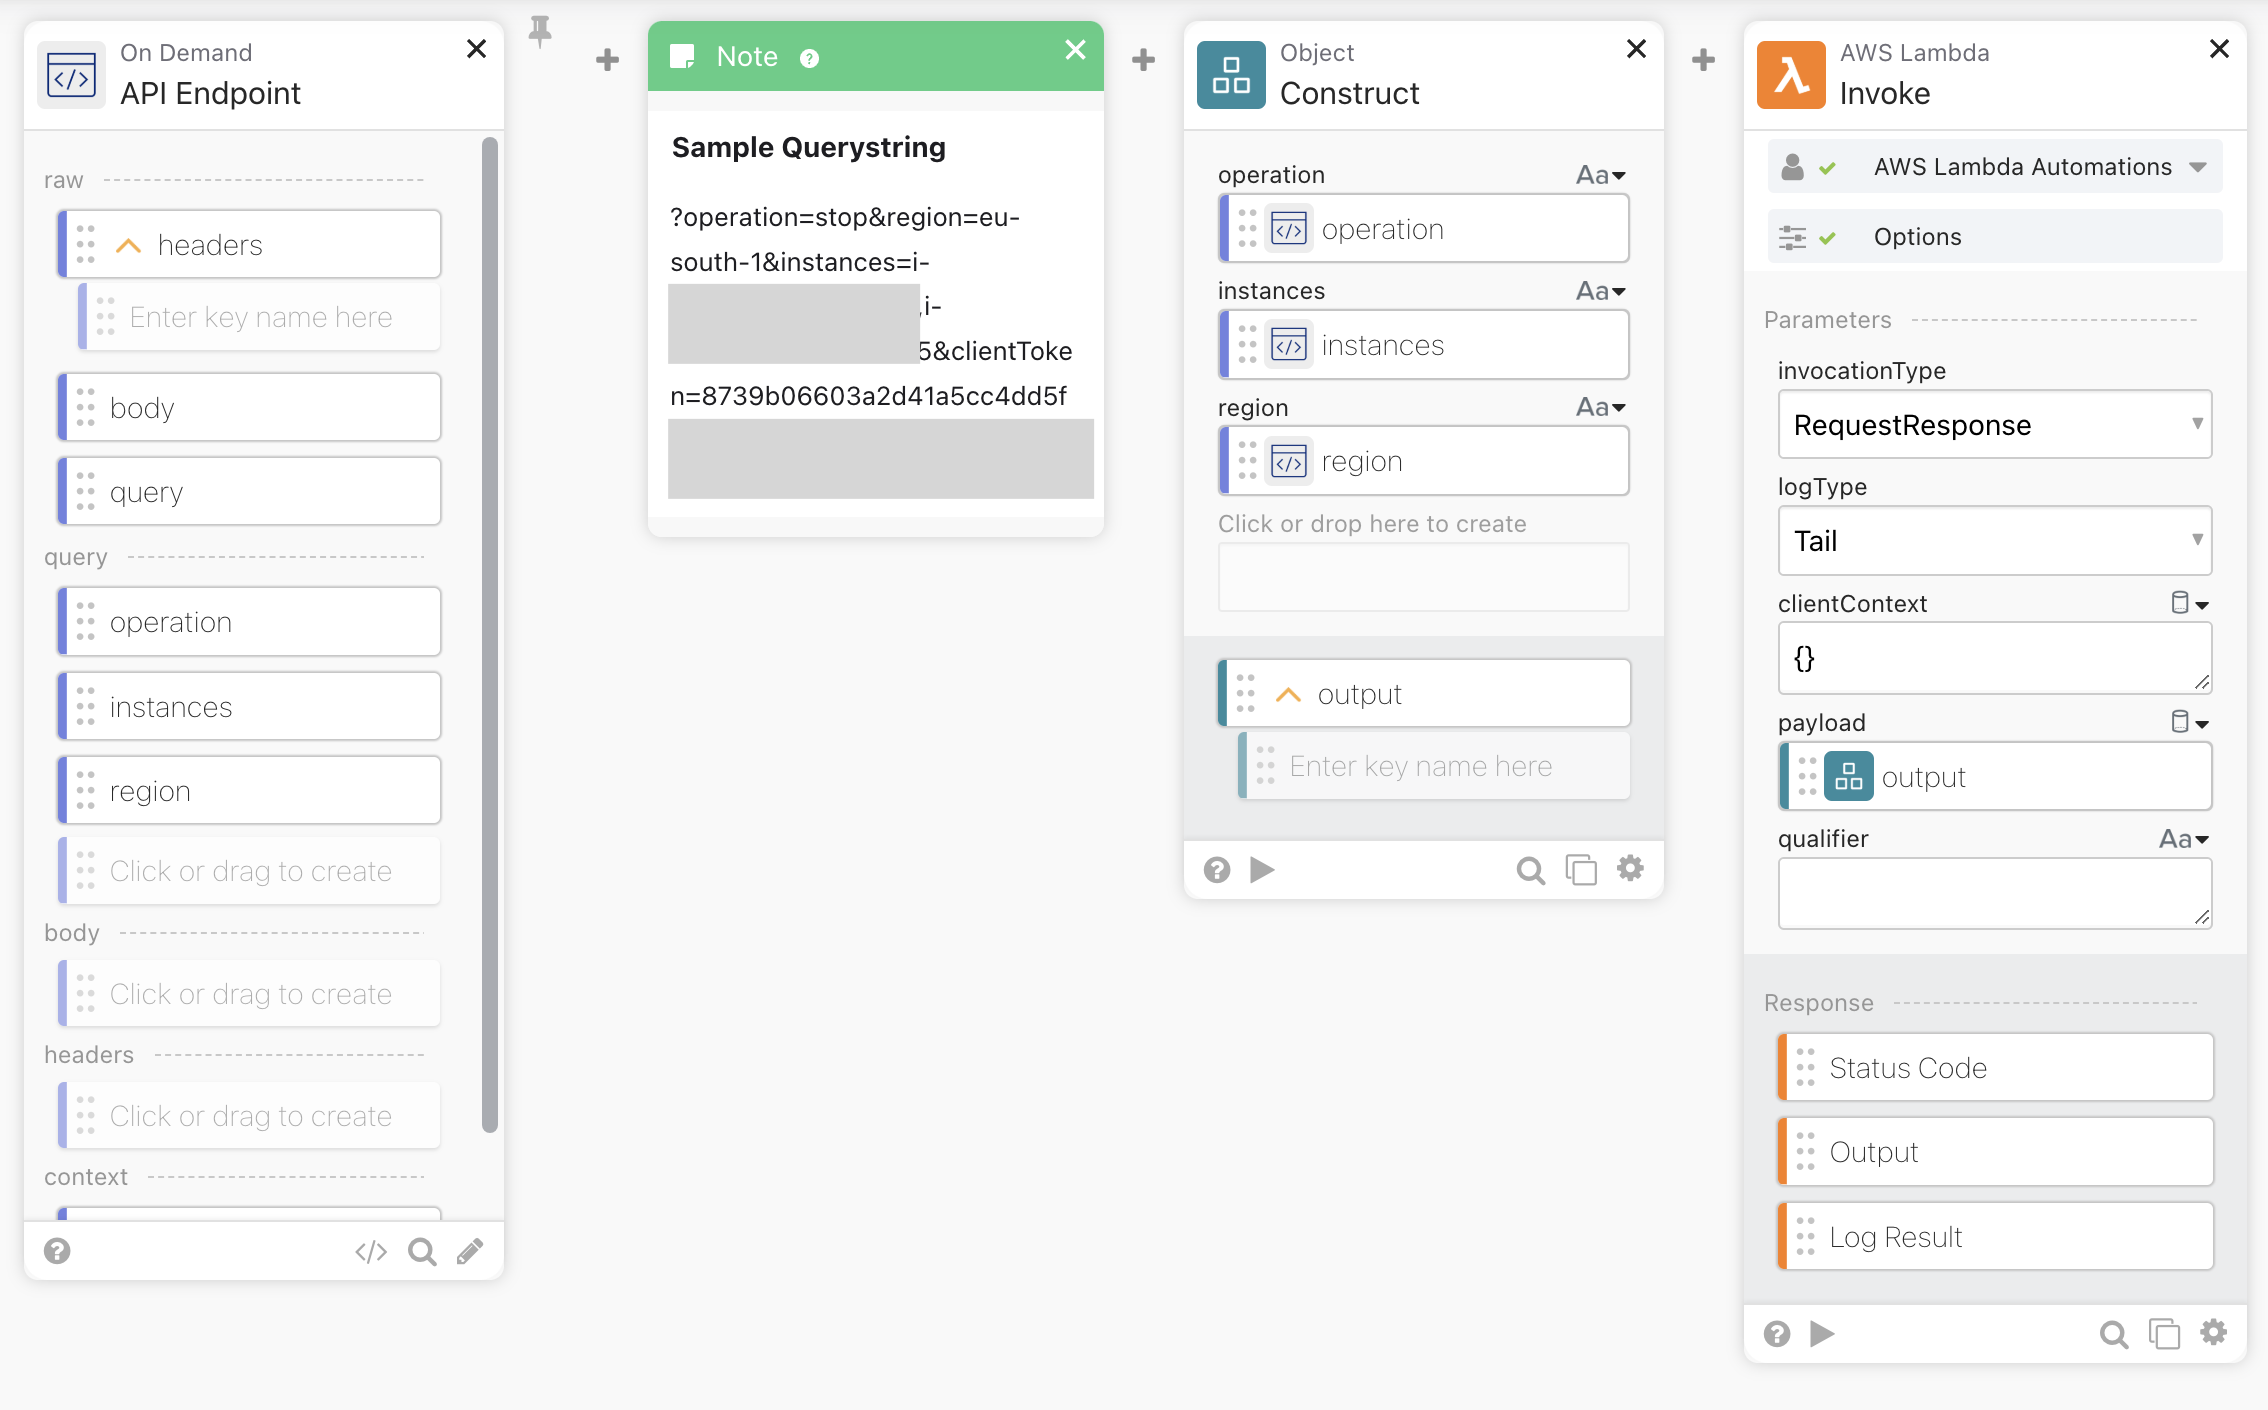 On Demand
API Endpoint
raw
headers
Enter key name here
body
query
query
operation
instances
region
Click or drag to create
body
Click or drag to create
headers
Click or drag to create
context
Note
Sample Querystring
?operation=stop&region=eu-
south-1&instances=i-
,i-
5&clientToke
n=8739b06603a2d41a5cc4dd5f
Object
Construct
operation Aa
operation
instances Aa
instances
region Aa
region
Click or drop here to create
output
Enter key name here
AWS Lambda
Invoke
AWS Lambda Automations
Options
Parameters
invocationType
RequestResponse
logType
Tail
clientContext
{}
payload
output
qualifier Aa
Response
Status Code
Output
Log Result